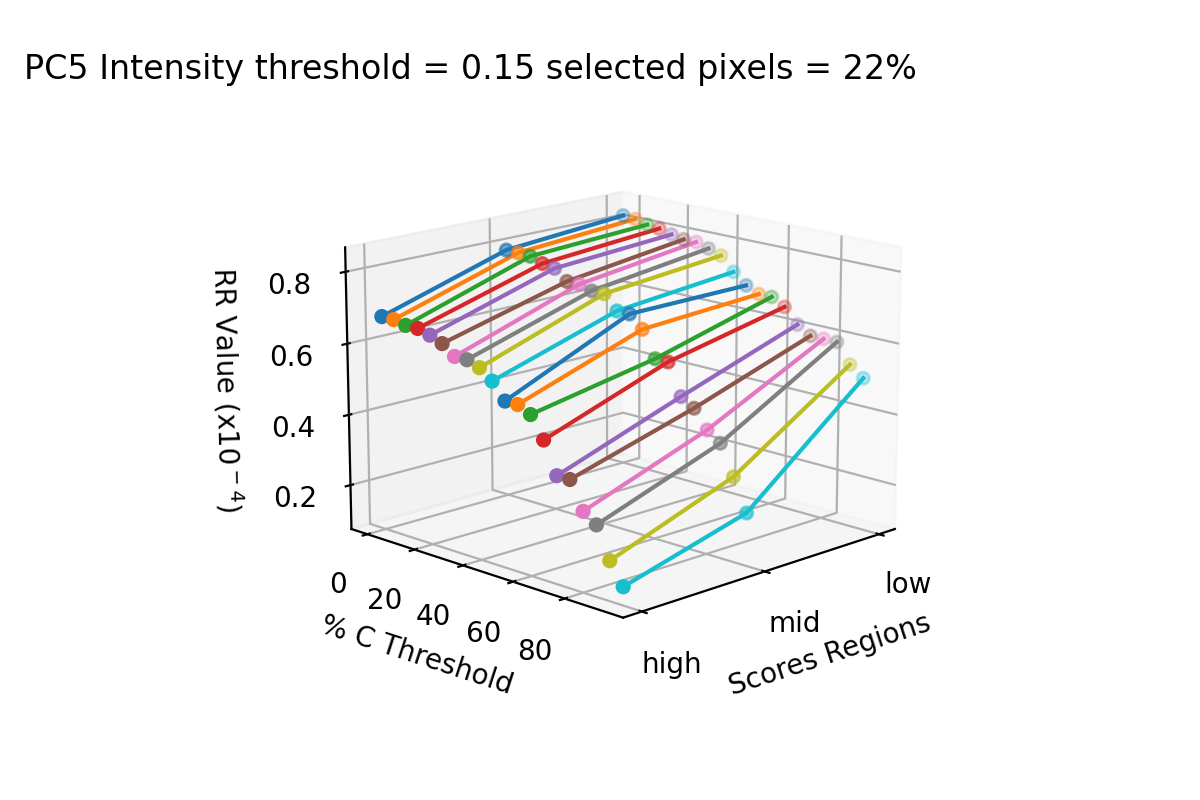 PC5 Intensity threshold = 0.15 selected pixels = 22%
0.8
0.6
0.4
0.2
RR Value (x10⁻⁴)
0
20
40
60
80
% C Threshold
high
mid
low
Scores Regions